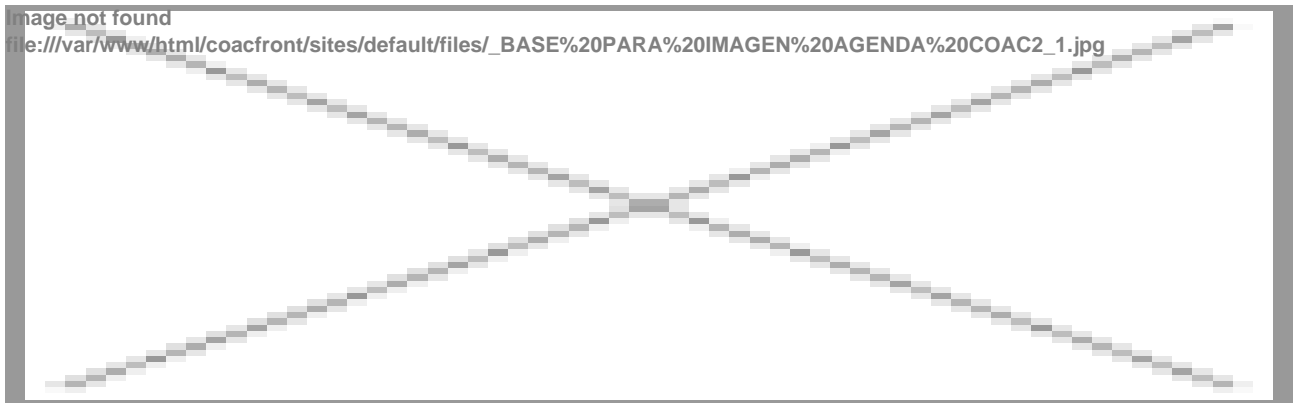 Image not found
file:///var/www/html/coacfront/sites/default/files/_BASE%20PARA%20IMAGEN%20AGENDA%20COAC2_1.jpg